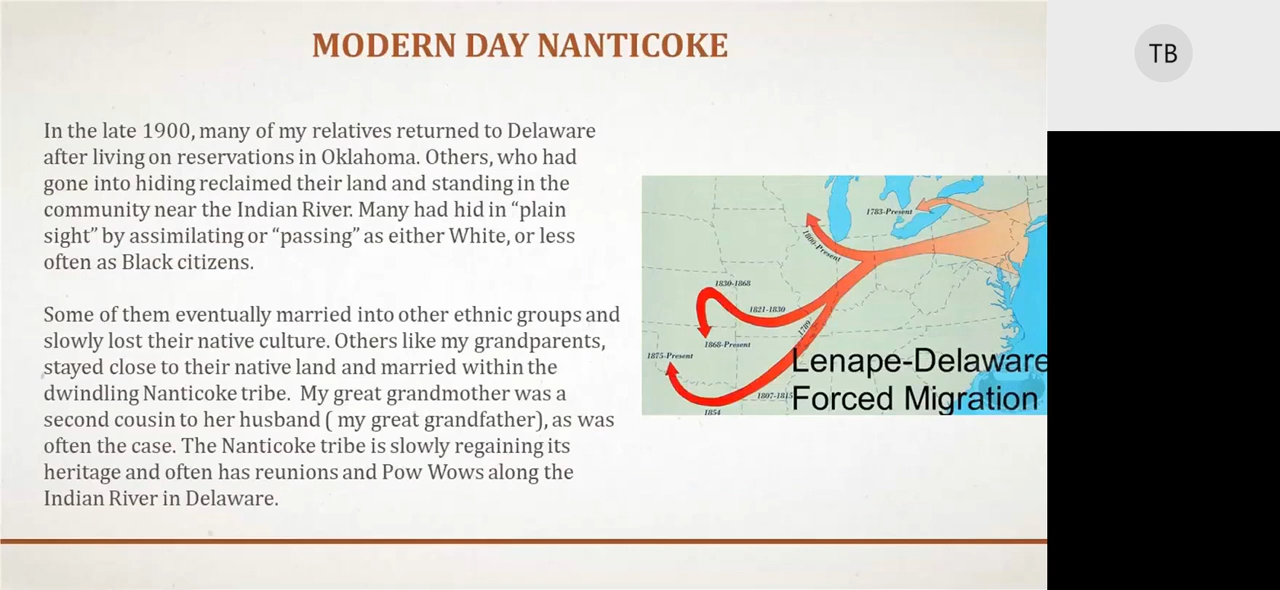 MODERN DAY NANTICOKE
TB
In the late 1900, many of my relatives returned to Delaware
after living on reservations in Oklahoma. Others, who had
gone into hiding reclaimed their land and standing in the
community near the Indian River. Many had hid in “plain
sight” by assimilating or “passing” as either White, or less
often as Black citizens.
Some of them eventually married into other ethnic groups and
slowly lost their native culture. Others like my grandparents,
stayed close to their native land and married within the
dwindling Nanticoke tribe.  My great grandmother was a
second cousin to her husband ( my great grandfather), as was
often the case. The Nanticoke tribe is slowly regaining its
heritage and often has reunions and Pow Wows along the
Indian River in Delaware.
1783-Present
1800-Present
1830-1868
1821-1830
1789
1868-Present
1875-Present
1807-1815
1854
Lenape-Delaware
Forced Migration